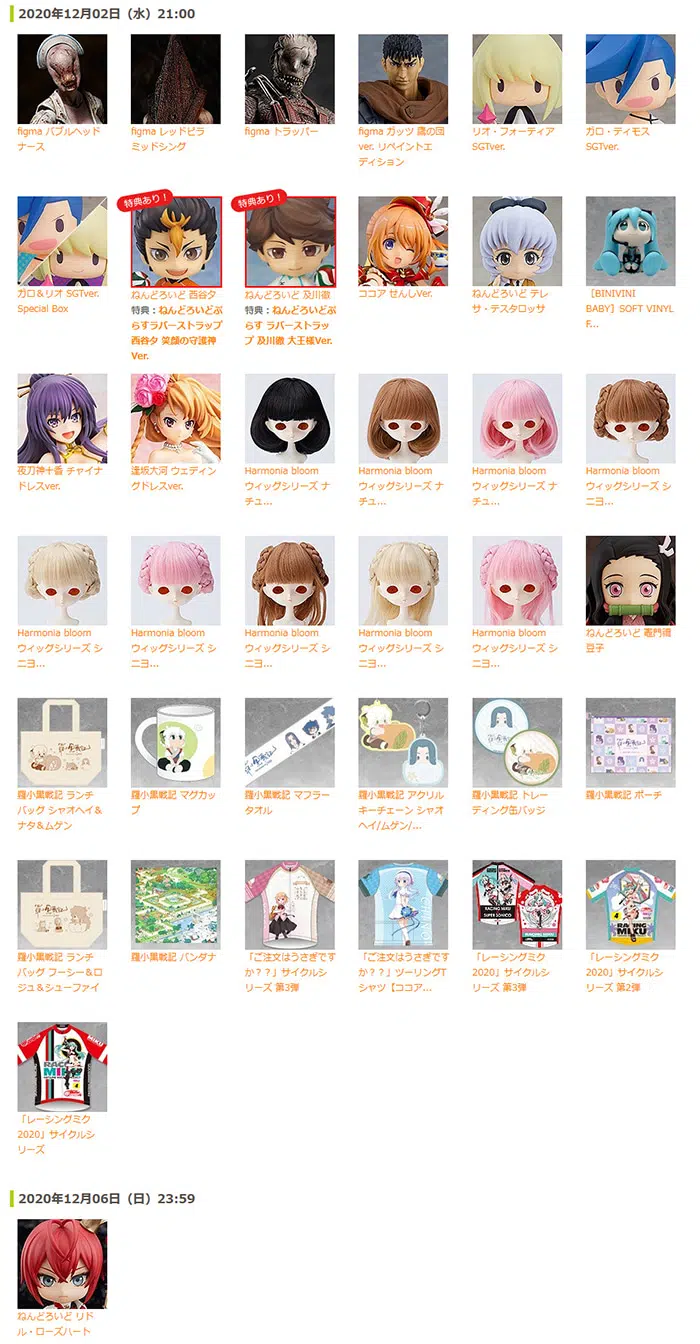 2020年12月02日（水）21:00
figma バブルヘッド
ナース
figma レッドピラ
ミッドシング
figma トラッパー
figma ガッツ 鷹の団
ver. リペイントエ
ディション
リオ・フォーティア
SGTver.
ガロ・ティモス
SGTver.
ガロ＆リオ SGTver.
Special Box
特典あり！
ねんどろいど 西谷夕
特典：ねんどろいどぷ
らすラバーストラップ
西谷夕 笑顔の守護神
Ver.
特典あり！
ねんどろいど 及川徹
特典：ねんどろいどぷ
らす ラバーストラッ
プ 及川徹 大王様Ver.
ココア せんしVer.
ねんどろいど テレ
サ・テスタロッサ
［BINIVINI
BABY］SOFT VINYL
F...
夜刀神十香 チャイナ
ドレスver.
逢坂大河 ウェディン
グドレスver.
Harmonia bloom
ウィッグシリーズ ナ
チュ...
Harmonia bloom
ウィッグシリーズ ナ
チュ...
Harmonia bloom
ウィッグシリーズ ナ
チュ...
Harmonia bloom
ウィッグシリーズ シ
ニヨ...
Harmonia bloom
ウィッグシリーズ シ
ニヨ...
Harmonia bloom
ウィッグシリーズ シ
ニヨ...
Harmonia bloom
ウィッグシリーズ シ
ニヨ...
Harmonia bloom
ウィッグシリーズ シ
ニヨ...
Harmonia bloom
ウィッグシリーズ シ
ニヨ...
ねんどろいど 竈門禰
豆子
羅小黒戦記 ランチ
バッグ シャオヘイ＆
ナタ＆ムゲン
羅小黒戦記 マグカッ
プ
羅小黒戦記 マフラー
タオル
羅小黒戦記 アクリル
キーチェーン シャオ
ヘイ/ムゲン/...
羅小黒戦記 トレー
ディング缶バッジ
羅小黒戦記 ポーチ
羅小黒戦記 ランチ
バッグ フーシー＆ロ
ジュ＆シューファイ
羅小黒戦記 バンダナ
「ご注文はうさぎです
か？？」サイクルシ
リーズ 第3弾
「ご注文はうさぎです
か？？」ツーリングT
シャツ【ココア...
RACING MIKU
SUPER SONICO
「レーシングミク
2020」サイクルシ
リーズ 第3弾
RACING
MIKU
「レーシングミク
2020」サイクルシ
リーズ 第2弾
MIKU
「レーシングミク
2020」サイクルシ
リーズ
2020年12月06日（日）23:59
ねんどろいど リド
ル・ローズハート